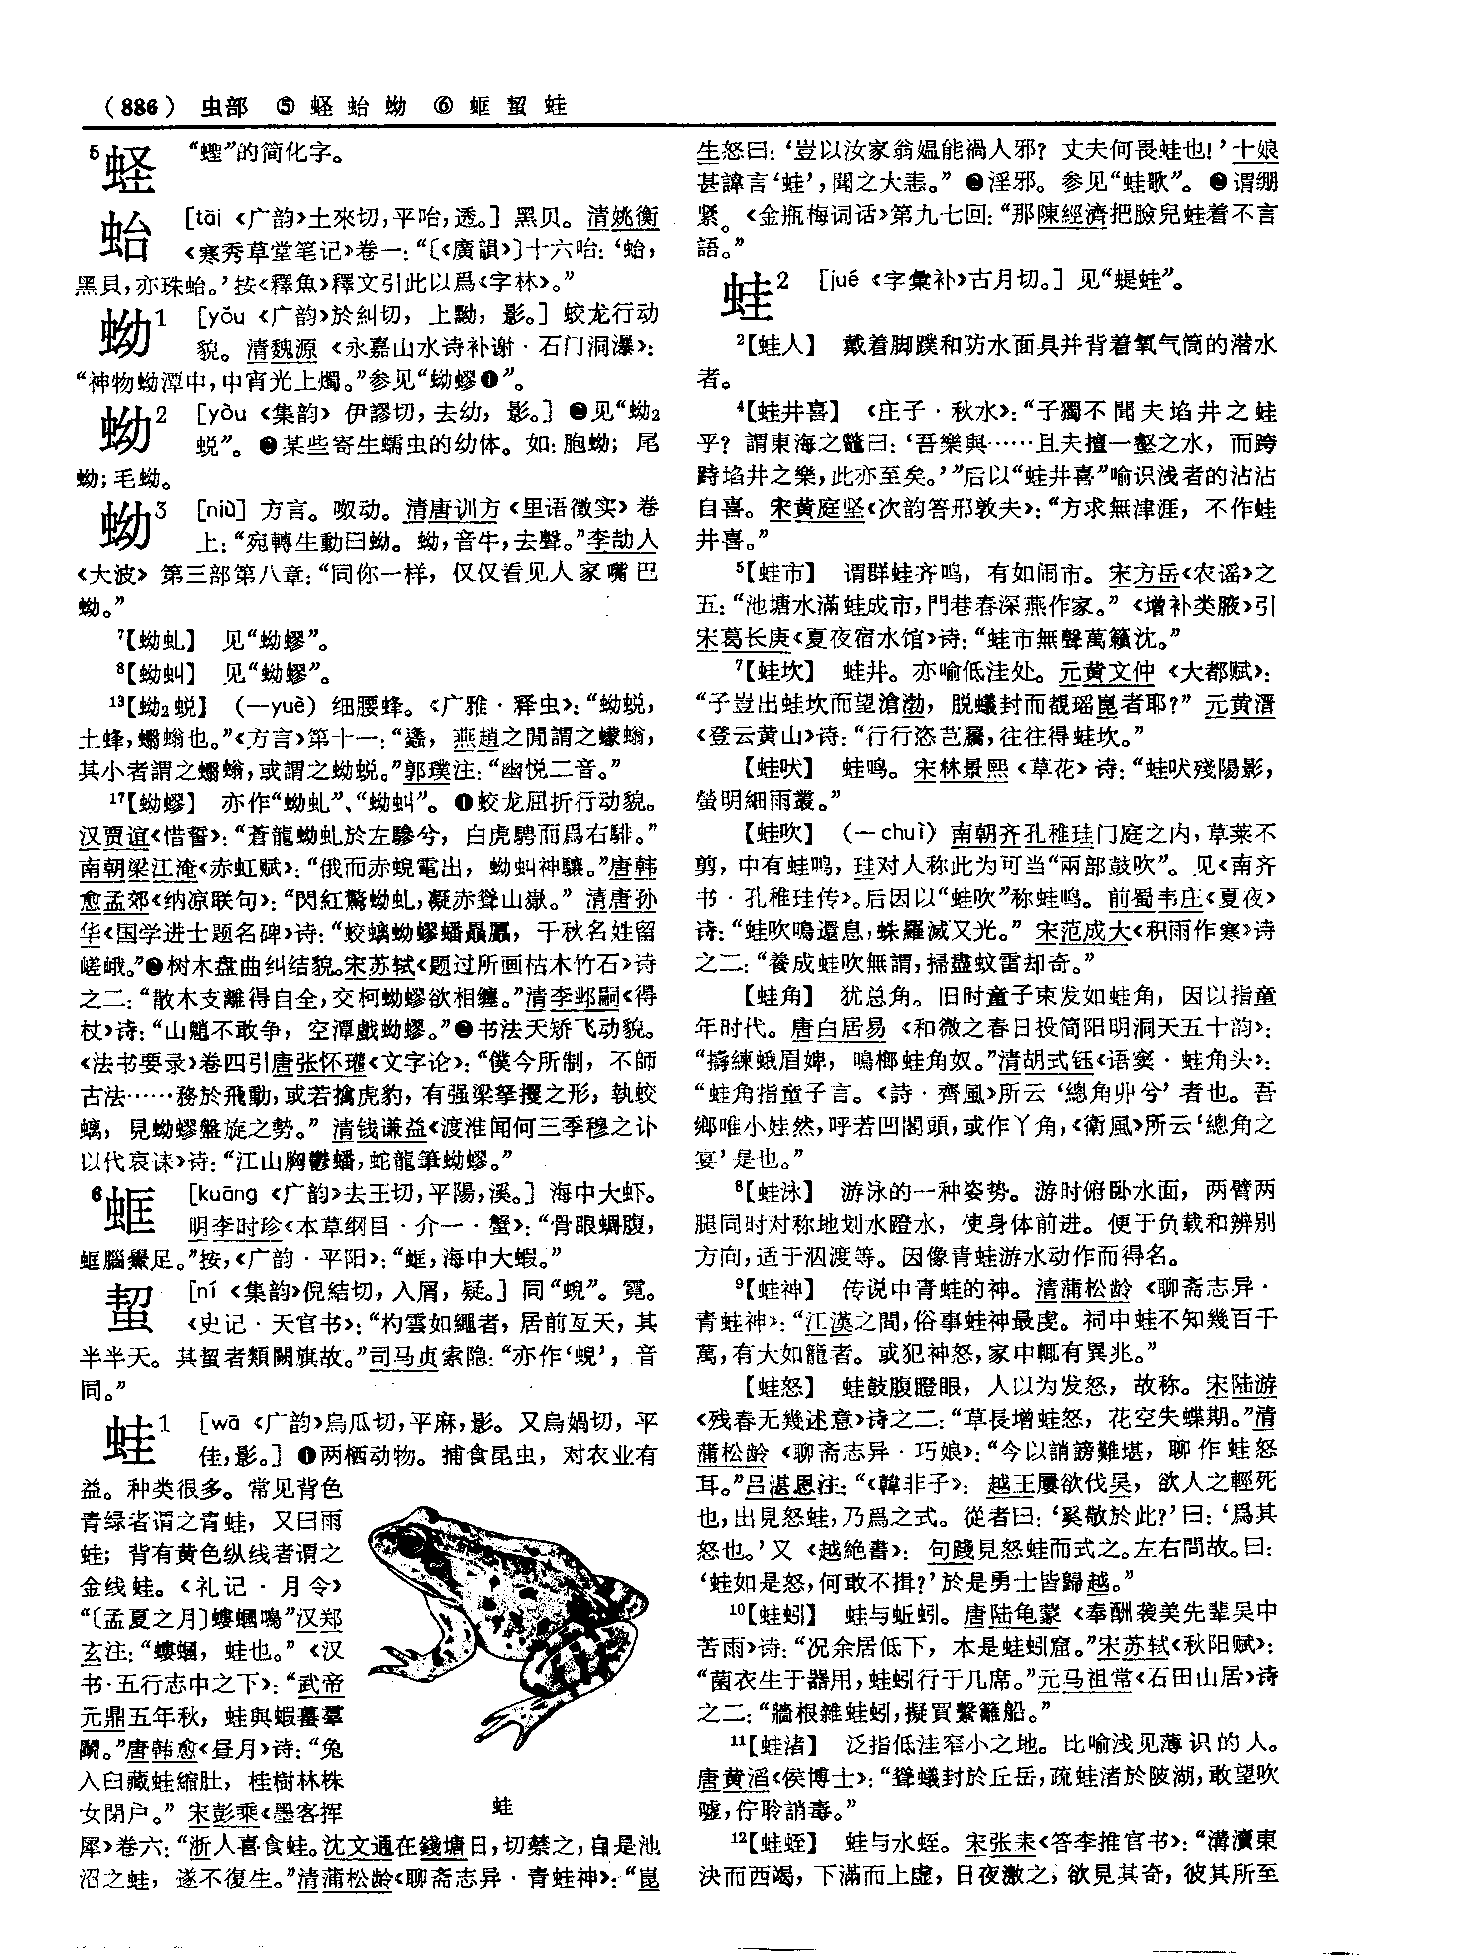 （886） 虫部 ⑤ 蛏 蛤 蚴 ⑥ 蛭 蛪 蛙
5 蛏 “蟶”的简化字。
蛤 [tāi《广韵》土來切，平咍，透。] 黑贝。清姚衡
《寒秀草堂笔记》卷一：“〔《廣韻》〕十六咍：‘蛤，
黑貝，亦珠蛤。’按《釋魚》釋文引此以爲《字林》。”
蚴1 [yǒu《广韵》於糾切，上黝，影。] 蛟龙行动
貌。清魏源《永嘉山水诗补谢·石门洞瀑》：
“神物蚴潭中，中宵光上燭。”参见“蚴蟉❶”。
蚴2 [yòu《集韵》伊謬切，去幼，影。] ❶见“蚴2
蜕”。❷某些寄生蠕虫的幼体。如：胞蚴；尾
蚴；毛蚴。
蚴3 [niù] 方言。噉动。清唐训方《里语徵实》卷
上：“宛轉生動曰蚴。蚴，音牛，去聲。”李劼人
《大波》第三部第八章：“同你一样，仅仅看见人家嘴巴
蚴。”
7【蚴虬】 见“蚴蟉”。
8【蚴虯】 见“蚴蟉”。
13【蚴2蜕】（—yuè）细腰蜂。《广雅·释虫》：“蚴蜕，
土蜂，蠮螉也。”《方言》第十一：“蠭，燕趙之間謂之蠓螉，
其小者謂之蠮螉，或謂之蚴蜕。”郭璞注：“幽悦二音。”
17【蚴蟉】 亦作“蚴虬”、“蚴虯”。❶蛟龙屈折行动貌。
汉贾谊《惜誓》：“蒼龍蚴虬於左驂兮，白虎騁而爲右騑。”
南朝梁江淹《赤虹赋》：“俄而赤蜺電出，蚴虯神驤。”唐韩
愈孟郊《纳凉联句》：“閃紅驚蚴虬，凝赤聳山嶽。”清唐孙
华《国学进士题名碑》诗：“蛟螭蚴蟉蟠贔屭，千秋名姓留
嵯峨。”❷树木盘曲纠结貌。宋苏轼《题过所画枯木竹石》诗
之二：“散木支離得自全，交柯蚴蟉欲相纏。”清李邺嗣《得
杖》诗：“山魈不敢争，空潭戲蚴蟉。”❸书法夭矫飞动貌。
《法书要录》卷四引唐张怀瓘《文字论》：“僕今所制，不師
古法……務於飛動，或若擒虎豹，有强梁拏攫之形，執蛟
螭，見蚴蟉盤旋之勢。”清钱谦益《渡淮闻何三季穆之讣
以代哀诔》诗：“江山胸鬱蟠，蛇龍筆蚴蟉。”
6 [kuāng《广韵》去王切，平陽，溪。] 海中大虾。
明李时珍《本草纲目·介一·蟹》：“骨眼蜩腹，
腦鱟足。”按，《广韵·平阳》：“，海中大蝦。”
蛪 [ní《集韵》倪結切，入屑，疑。] 同“蜺”。霓。
《史记·天官书》：“杓雲如繩者，居前亙天，其
半半天。其蛪者類闕旗故。”司马贞索隐：“亦作‘蜺’，音
同。”
蛙1 [wā《广韵》烏瓜切，平麻，影。又烏媧切，平
佳，影。] ❶两栖动物。捕食昆虫，对农业有
益。种类很多。常见背色
青绿者谓之青蛙，又曰雨
蛙；背有黄色纵线者谓之
金线蛙。《礼记·月令》
“〔孟夏之月〕螻蟈鳴”汉郑
玄注：“螻蟈，蛙也。”《汉
书·五行志中之下》：“武帝
元鼎五年秋，蛙與蝦蟇羣
鬭。”唐韩愈《昼月》诗：“兔
入臼藏蛙縮肚，桂樹林株
女閉户。”宋彭乘《墨客挥
犀》卷六：“浙人喜食蛙。沈文通在錢塘日，切禁之，自是池
沼之蛙，遂不復生。”清蒲松龄《聊斋志异·青蛙神》：“崑
蛙
生怒曰：‘豈以汝家翁媪能禍人邪？丈夫何畏蛙也！’十娘
甚諱言‘蛙’，聞之大恚。”❷淫邪。参见“蛙歌”。❸谓绷
紧。《金瓶梅词话》第九七回：“那陳經濟把臉兒蛙着不言
語。”
蛙2 [jué《字彙补》古月切。] 见“蝭蛙”。
2【蛙人】 戴着脚蹼和防水面具并背着氧气筒的潜水
者。
4【蛙井喜】《庄子·秋水》：“子獨不聞夫埳井之蛙
乎？謂東海之鼈曰：‘吾樂與……且夫擅一壑之水，而跨
跱埳井之樂，此亦至矣。’”后以“蛙井喜”喻识浅者的沾沾
自喜。宋黄庭坚《次韵答邢敦夫》：“方求無津涯，不作蛙
井喜。”
5【蛙市】 谓群蛙齐鸣，有如闹市。宋方岳《农谣》之
五：“池塘水滿蛙成市，門巷春深燕作家。”《增补类腋》引
宋葛长庚《夏夜宿水馆》诗：“蛙市無聲萬籟沈。”
7【蛙坎】 蛙井。亦喻低洼处。元黄文仲《大都赋》：
“子豈出蛙坎而望滄渤，脱蟻封而覩瑶崑者耶？”元黄溍
《登云黄山》诗：“行行恣芒屩，往往得蛙坎。”
【蛙吠】 蛙鸣。宋林景熙《草花》诗：“蛙吠殘陽影，
螢明細雨叢。”
【蛙吹】（—chuì）南朝齐孔稚珪门庭之内，草莱不
剪，中有蛙鸣，珪对人称此为可当“兩部鼓吹”。见《南齐
书·孔稚珪传》。后因以“蛙吹”称蛙鸣。前蜀韦庄《夏夜》
诗：“蛙吹鳴還息，蛛羅滅又光。”宋范成大《积雨作寒》诗
之二：“養成蛙吹無謂，掃盡蚊雷却奇。”
【蛙角】 犹总角。旧时童子束发如蛙角，因以指童
年时代。唐白居易《和微之春日投简阳明洞天五十韵》：
“擣練蛾眉婢，鳴榔蛙角奴。”清胡式钰《语窦·蛙角头》：
“蛙角指童子言。《詩·齊風》所云‘總角丱兮’者也。吾
鄉唯小娃然，呼若凹閣頭，或作丫角，《衛風》所云‘總角之
宴’是也。”
8【蛙泳】 游泳的一种姿势。游时俯卧水面，两臂两
腿同时对称地划水蹬水，使身体前进。便于负载和辨别
方向，适于泅渡等。因像青蛙游水动作而得名。
9【蛙神】 传说中青蛙的神。清蒲松龄《聊斋志异·
青蛙神》：“江漢之間，俗事蛙神最虔。祠中蛙不知幾百千
萬，有大如籠者。或犯神怒，家中輒有異兆。”
【蛙怒】 蛙鼓腹瞪眼，人以为发怒，故称。宋陆游
《残春无幾述意》诗之二：“草長增蛙怒，花空失蝶期。”清
蒲松龄《聊斋志异·巧娘》：“今以誚謗難堪，聊作蛙怒
耳。”吕湛恩注：“《韓非子》：越王屢欲伐吴，欲人之輕死
也，出見怒蛙，乃爲之式。從者曰：‘奚敬於此？’曰：‘爲其
怒也。’又《越絶書》：句踐見怒蛙而式之。左右問故。曰：
‘蛙如是怒，何敢不揖？’於是勇士皆歸越。”
10【蛙蚓】 蛙与蚯蚓。唐陆龟蒙《奉酬袭美先辈吴中
苦雨》诗：“况余居低下，本是蛙蚓窟。”宋苏轼《秋阳赋》：
“菌衣生于器用，蛙蚓行于几席。”元马祖常《石田山居》诗
之二：“牆根雜蛙蚓，擬買繫籬船。”
11【蛙渚】 泛指低洼窄小之地。比喻浅见薄识的人。
唐黄滔《侯博士》：“聳蟻封於丘岳，疏蛙渚於陂湖，敢望吹
嘘，佇聆誚毒。”
12【蛙蛭】 蛙与水蛭。宋张耒《答李推官书》：“溝瀆東
決而西竭，下滿而上虚，日夜激之，欲見其奇，彼其所至